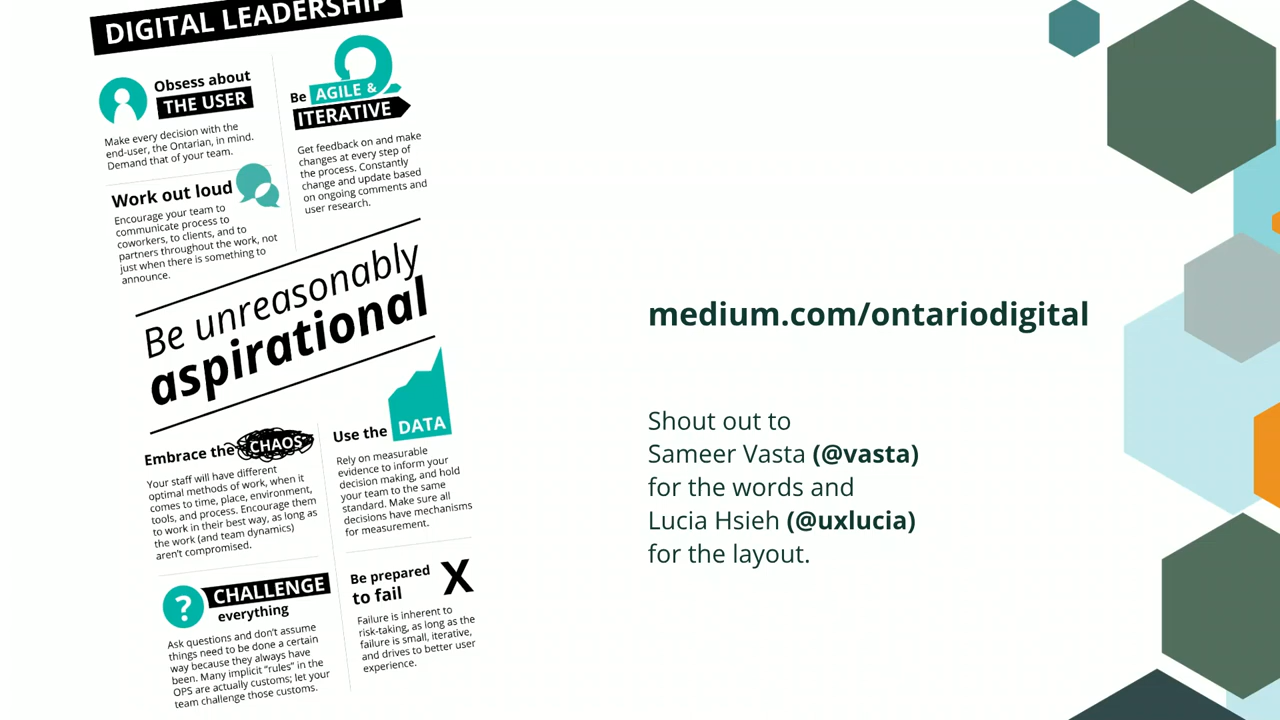 DIGITAL LEADERSHIP
Obsess about
THE USER
Make every decision with the
end-user, the Ontarian, in mind.
Demand that of your team.
Be AGILE &
ITERATIVE
Get feedback on and make
changes at every step of
the process. Constantly
change and update based
on ongoing comments and
user research.
Work out loud
Encourage your team to
communicate process to
coworkers, to clients, and to
partners throughout the work, not
just when there is something to
announce.
Be unreasonably
aspirational
Embrace the CHAOS
Your staff will have different
optimal methods of work, when it
comes to time, place, environment,
tools, and process. Encourage them
to work in their best way, as long as
the work (and team dynamics)
aren't compromised.
Use the DATA
Rely on measurable
evidence to inform your
decision making, and hold
your team to the same
standard. Make sure all
decisions have mechanisms
for measurement.
? CHALLENGE
everything
Ask questions and don't assume
things need to be done a certain
way because they always have
been. Many implicit "rules" in the
OPS are actually customs; let your
team challenge those customs.
Be prepared
to fail X
Failure is inherent to
risk-taking, as long as the
failure is small, iterative,
and drives to better user
experience.
medium.com/ontariodigital
Shout out to
Sameer Vasta (@vasta)
for the words and
Lucia Hsieh (@uxlucia)
for the layout.